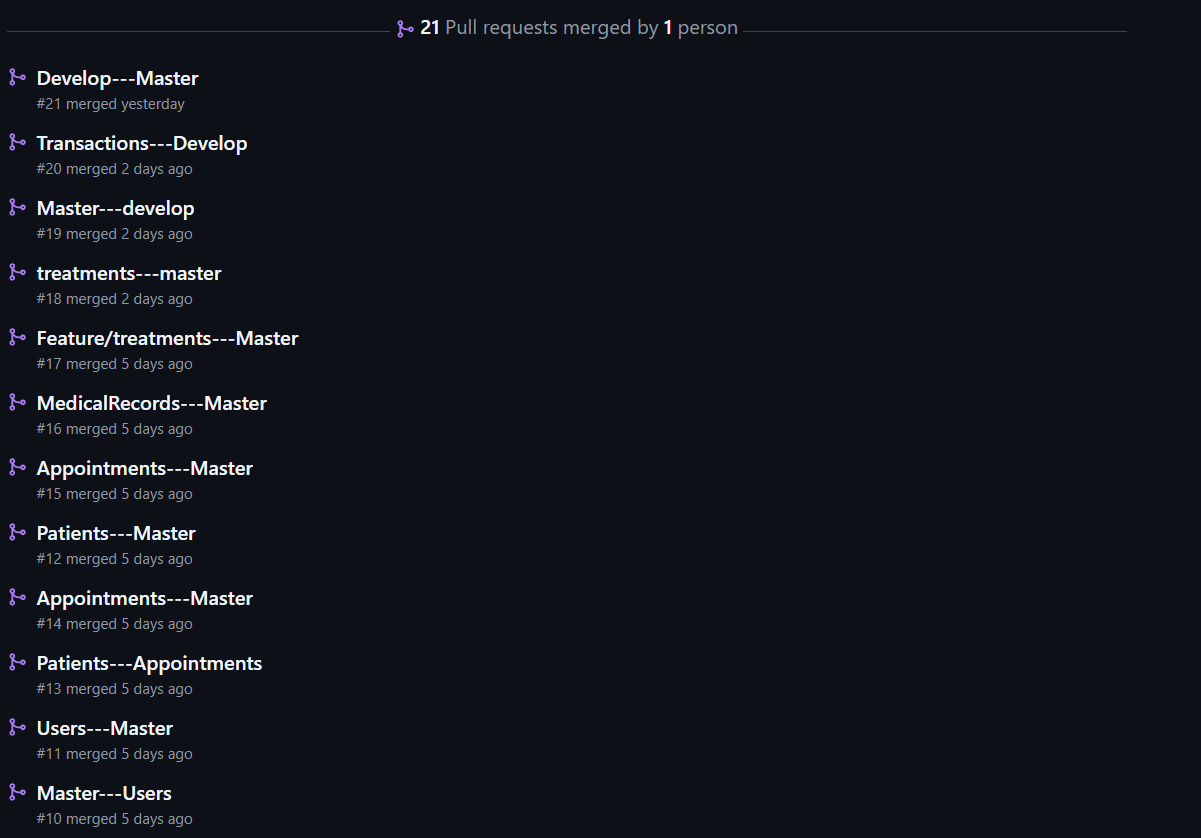 21 Pull requests merged by 1 person
Develop---Master
#21 merged yesterday
Transactions---Develop
#20 merged 2 days ago
Master---develop
#19 merged 2 days ago
treatments---master
#18 merged 2 days ago
Feature/treatments---Master
#17 merged 5 days ago
MedicalRecords---Master
#16 merged 5 days ago
Appointments---Master
#15 merged 5 days ago
Patients---Master
#12 merged 5 days ago
Appointments---Master
#14 merged 5 days ago
Patients---Appointments
#13 merged 5 days ago
Users---Master
#11 merged 5 days ago
Master---Users
#10 merged 5 days ago